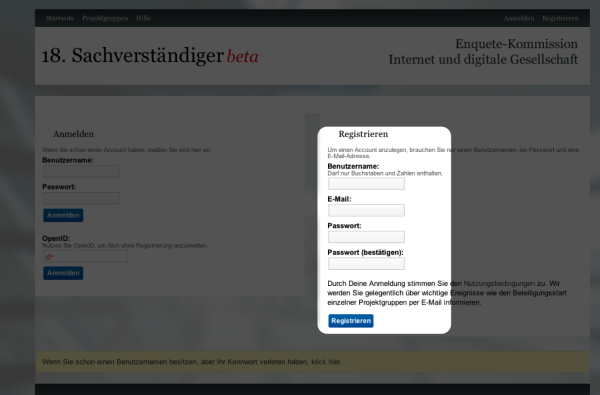 Startseite Projektgruppen Hilfe
Anmelden Registrieren
18. Sachverständiger beta
Enquete-Kommission
Internet und digitale Gesellschaft
Anmelden
Wenn Sie schon einen Account haben, melden Sie sich hier an.
Benutzername:
Passwort:
Anmelden
OpenID:
Nutzen Sie OpenID, um Sich ohne Registrierung anzumelden.
Anmelden
Registrieren
Um einen Account anzulegen, brauchen Sie nur einen Benutzernamen, ein Passwort und eine
E-Mail-Adresse.
Benutzername:
Darf nur Buchstaben und Zahlen enthalten.
E-Mail:
Passwort:
Passwort (bestätigen):
Durch Deine Anmeldung stimmen Sie den Nutzungsbedingungen zu. Wir
werden Sie gelegentlich über wichtige Ereignisse wie den Beteiligungsstart
einzelner Projektgruppen per E-Mail informieren.
Registrieren
Wenn Sie schon einen Benutzernamen besitzen, aber Ihr Kennwort verloren haben, klick hier.